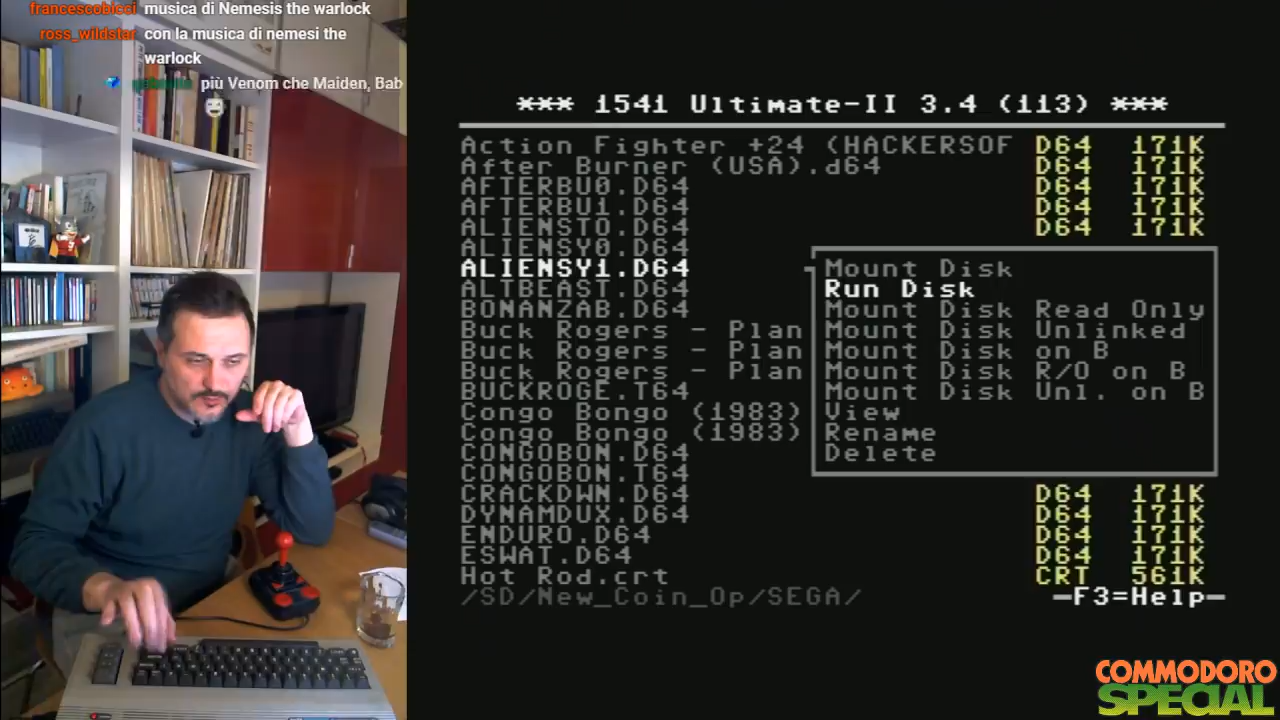 francescobicci musica di Nemesis the warlock
ross_wildstar con la musica di nemesi the
warlock
più Venom che Maiden, Bab
*** 1541 Ultimate-II 3.4 (113) ***
Action Fighter +24 (HACKERSOF D64 171K
After Burner (USA).d64 D64 171K
AFTERBU0.D64 D64 171K
AFTERBU1.D64 D64 171K
ALIENSTO.D64 D64 171K
ALIENSY0.D64
ALIENSY1.D64 Mount Disk
ALTBEAST.D64 Run Disk
BONANZAB.D64 Mount Disk Read Only
Buck Rogers - Plan Mount Disk Unlinked
Buck Rogers - Plan Mount Disk on B
Buck Rogers - Plan Mount Disk R/O on B
BUCKROGE.T64 Mount Disk Unl. on B
Congo Bongo (1983) View
Congo Bongo (1983) Rename
CONGOBON.D64 Delete
CONGOBON.T64
CRACKDWN.D64 D64 171K
DYNAMDUX.D64 D64 171K
ENDURO.D64 D64 171K
ESWAT.D64 D64 171K
Hot Rod.crt CRT 561K
/SD/New_Coin_Op/SEGA/ F3=Help
COMMODORO
SPECIAL